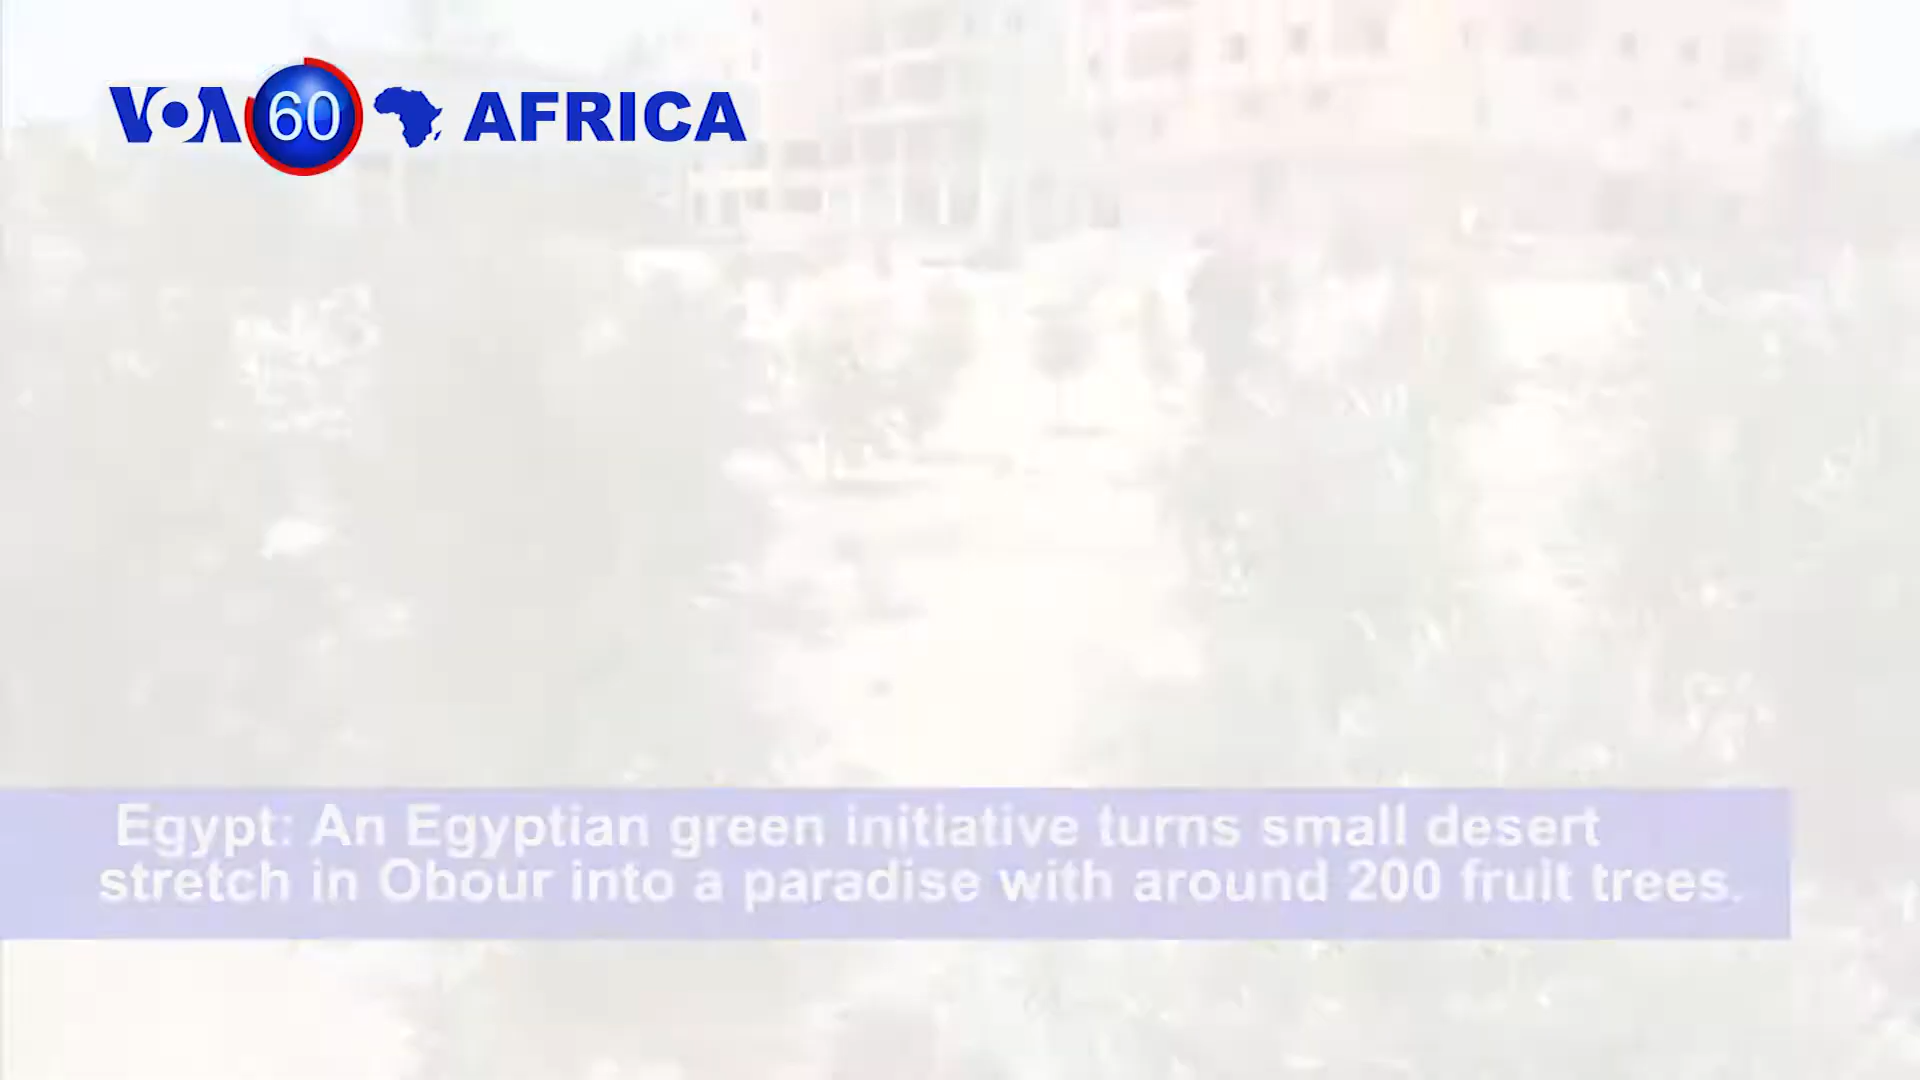 VOA 60 AFRICA
Egypt: An Egyptian green initiative turns small desert
stretch in Obour into a paradise with around 200 fruit trees.